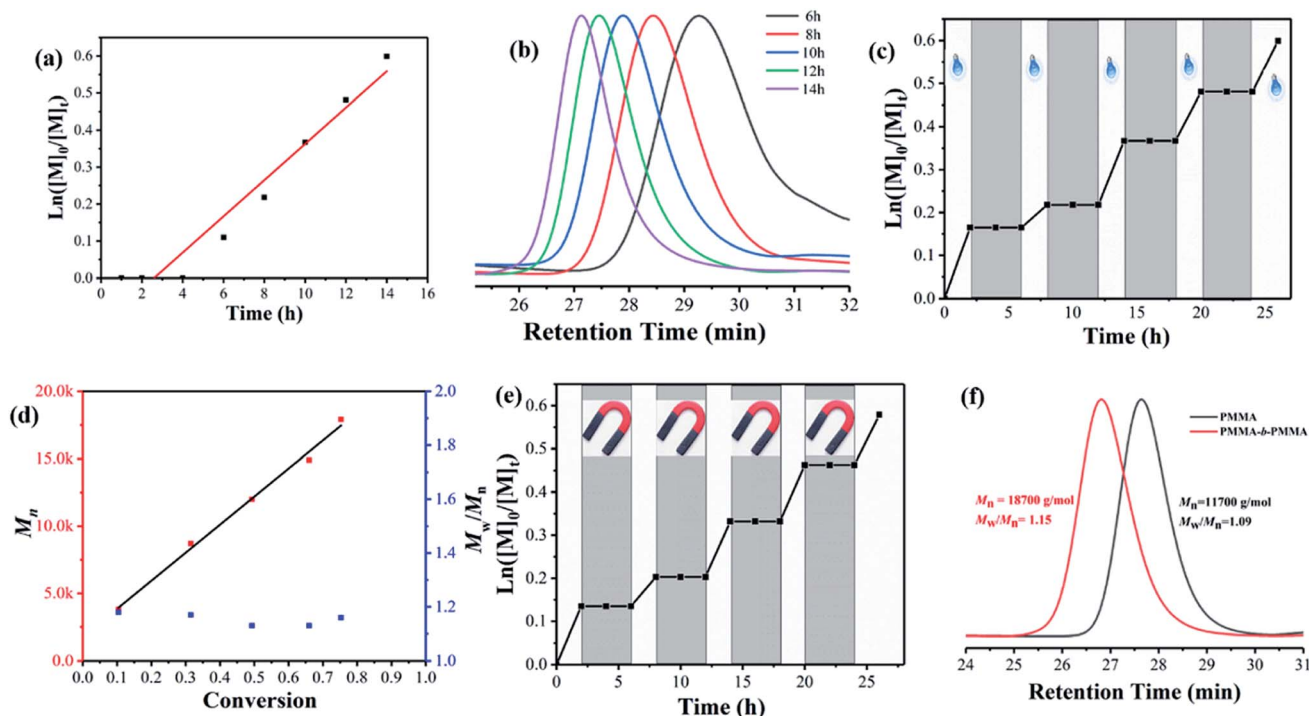 (a)
Ln([M]0/[M]t)
0.6
0.5
0.4
0.3
0.2
0.1
0.0
0 2 4 6 8 10 12 14 16
Time (h)
(b)
6h
8h
10h
12h
14h
26 27 28 29 30 31 32
Retention Time (min)
(c)
Ln([M]0/[M]t)
0.6
0.5
0.4
0.3
0.2
0.1
0.0
0 5 10 15 20 25
Time (h)
(d)
Mn
20.0k
15.0k
10.0k
5.0k
0.0
2.0
1.8
1.6
1.4
1.2
1.0
Mw/Mn
0.0 0.1 0.2 0.3 0.4 0.5 0.6 0.7 0.8 0.9 1.0
Conversion
(e)
Ln([M]0/[M]t)
0.6
0.5
0.4
0.3
0.2
0.1
0.0
0 5 10 15 20 25
Time (h)
(f)
PMMA
PMMA-b-PMMA
Mn = 18700 g/mol
Mw/Mn= 1.15
Mn=11700 g/mol
Mw/Mn=1.09
24 25 26 27 28 29 30 31
Retention Time (min)